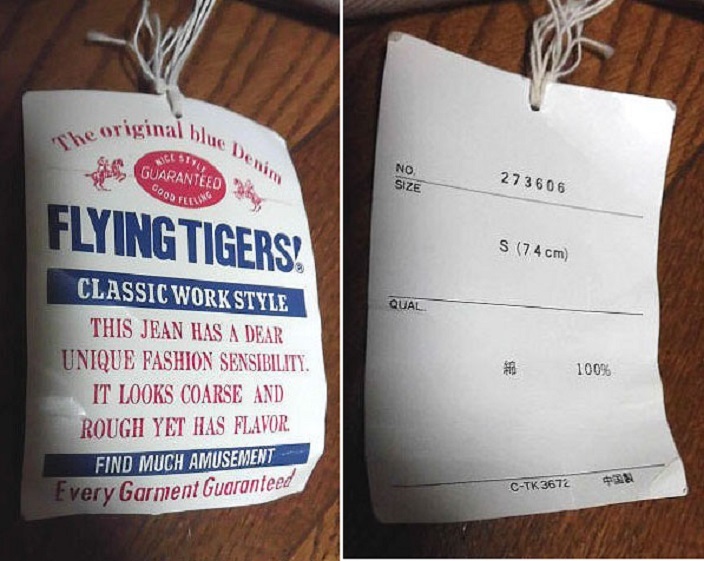 The original blue Denim
NICE STYLE
GUARANTEED
GOOD FEELING
FLYING TIGERS!®
CLASSIC WORK STYLE
THIS JEAN HAS A DEAR
UNIQUE FASHION SENSIBILITY.
IT LOOKS COARSE AND
ROUGH YET HAS FLAVOR.
FIND MUCH AMUSEMENT
Every Garment Guaranteed
NO. 273606
SIZE
S (74cm)
QUAL.
綿 100%
C-TK3672 中国製